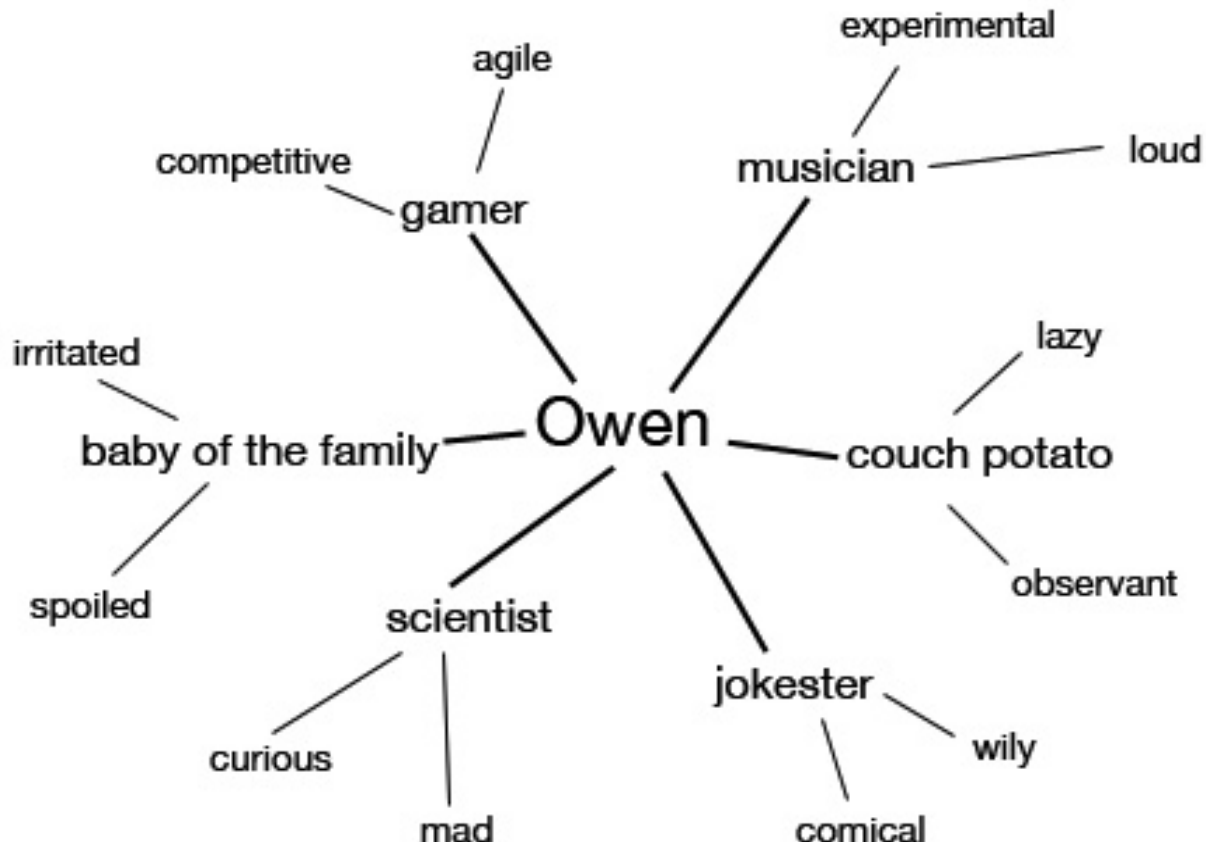 experimental
agile
loud
competitive
musician
gamer
lazy
irritated
Owen
baby of the family
couch potato
observant
spoiled
scientist
jokester
wily
curious
mad
comical